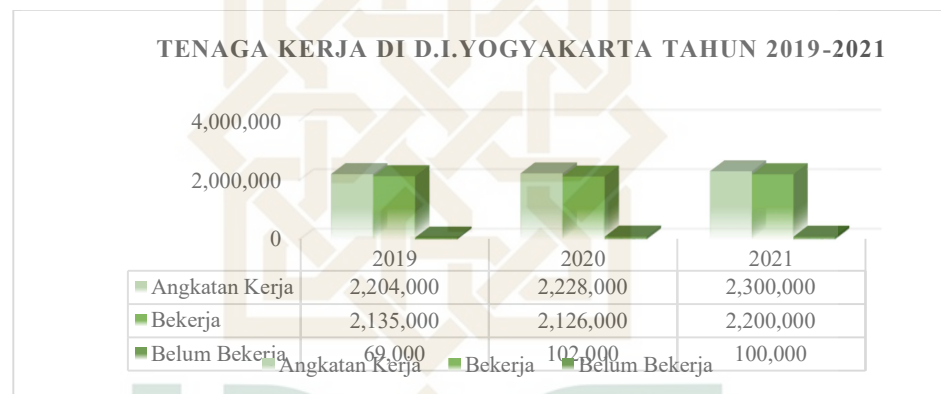 TENAGA KERJA DI D.I.YOGYAKARTA TAHUN 2019-2021
4,000,000
2,000,000
0
2019 2020 2021
Angkatan Kerja 2,204,000 2,228,000 2,300,000
Bekerja 2,135,000 2,126,000 2,200,000
Belum Bekerja 69,000 102,000 100,000
Angkatan Kerja Bekerja Belum Bekerja